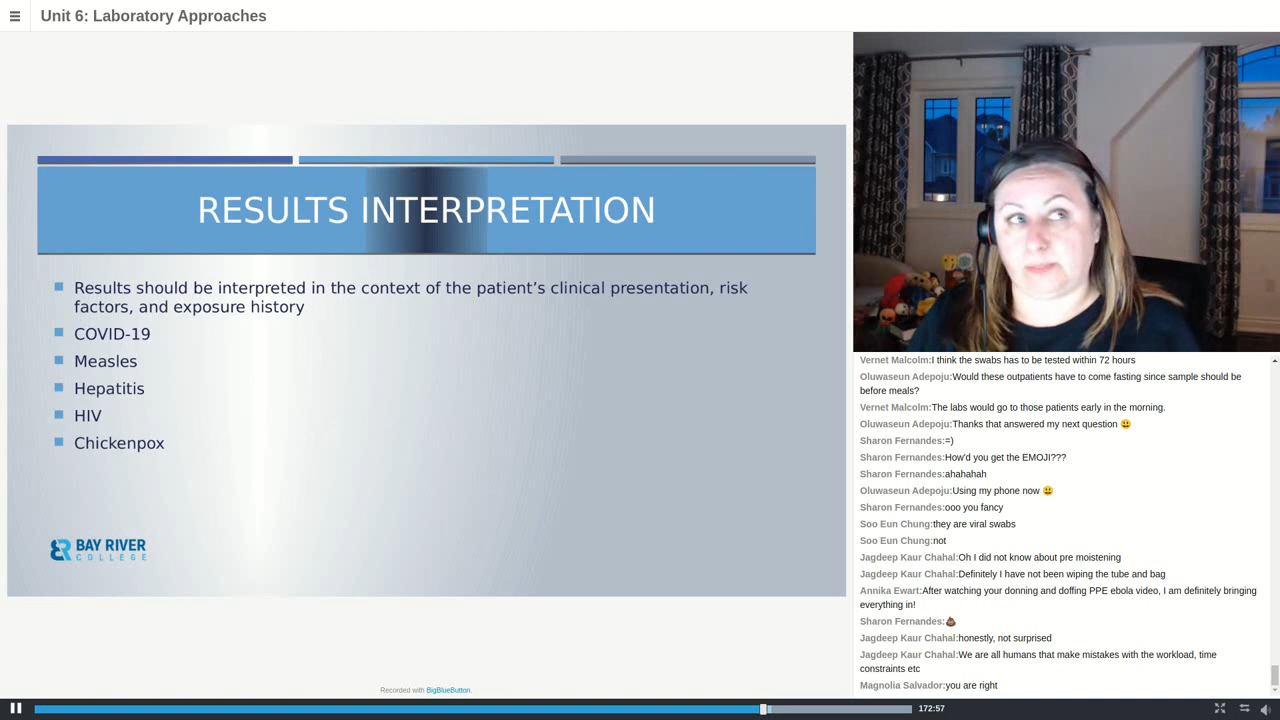 Unit 6: Laboratory Approaches
RESULTS INTERPRETATION
Results should be interpreted in the context of the patient’s clinical presentation, risk
factors, and exposure history
COVID-19
Measles
Hepatitis
HIV
Chickenpox
BAY RIVER
COLLEGE
Recorded with BigBlueButton.
Vernet Malcolm:I think the swabs has to be tested within 72 hours
Oluwaseun Adepoju:Would these outpatients have to come fasting since sample should be
before meals?
Vernet Malcolm:The labs would go to those patients early in the morning.
Oluwaseun Adepoju:Thanks that answered my next question 😃
Sharon Fernandes:=)
Sharon Fernandes:How'd you get the EMOJI???
Sharon Fernandes:ahahahah
Oluwaseun Adepoju:Using my phone now 😃
Sharon Fernandes:ooo you fancy
Soo Eun Chung:they are viral swabs
Soo Eun Chung:not
Jagdeep Kaur Chahal:Oh I did not know about pre moistening
Jagdeep Kaur Chahal:Definitely I have not been wiping the tube and bag
Annika Ewart:After watching your donning and doffing PPE ebola video, I am definitely bringing
everything in!
Sharon Fernandes:💩
Jagdeep Kaur Chahal:honestly, not surprised
Jagdeep Kaur Chahal:We are all humans that make mistakes with the workload, time
constraints etc
Magnolia Salvador:you are right
172:57